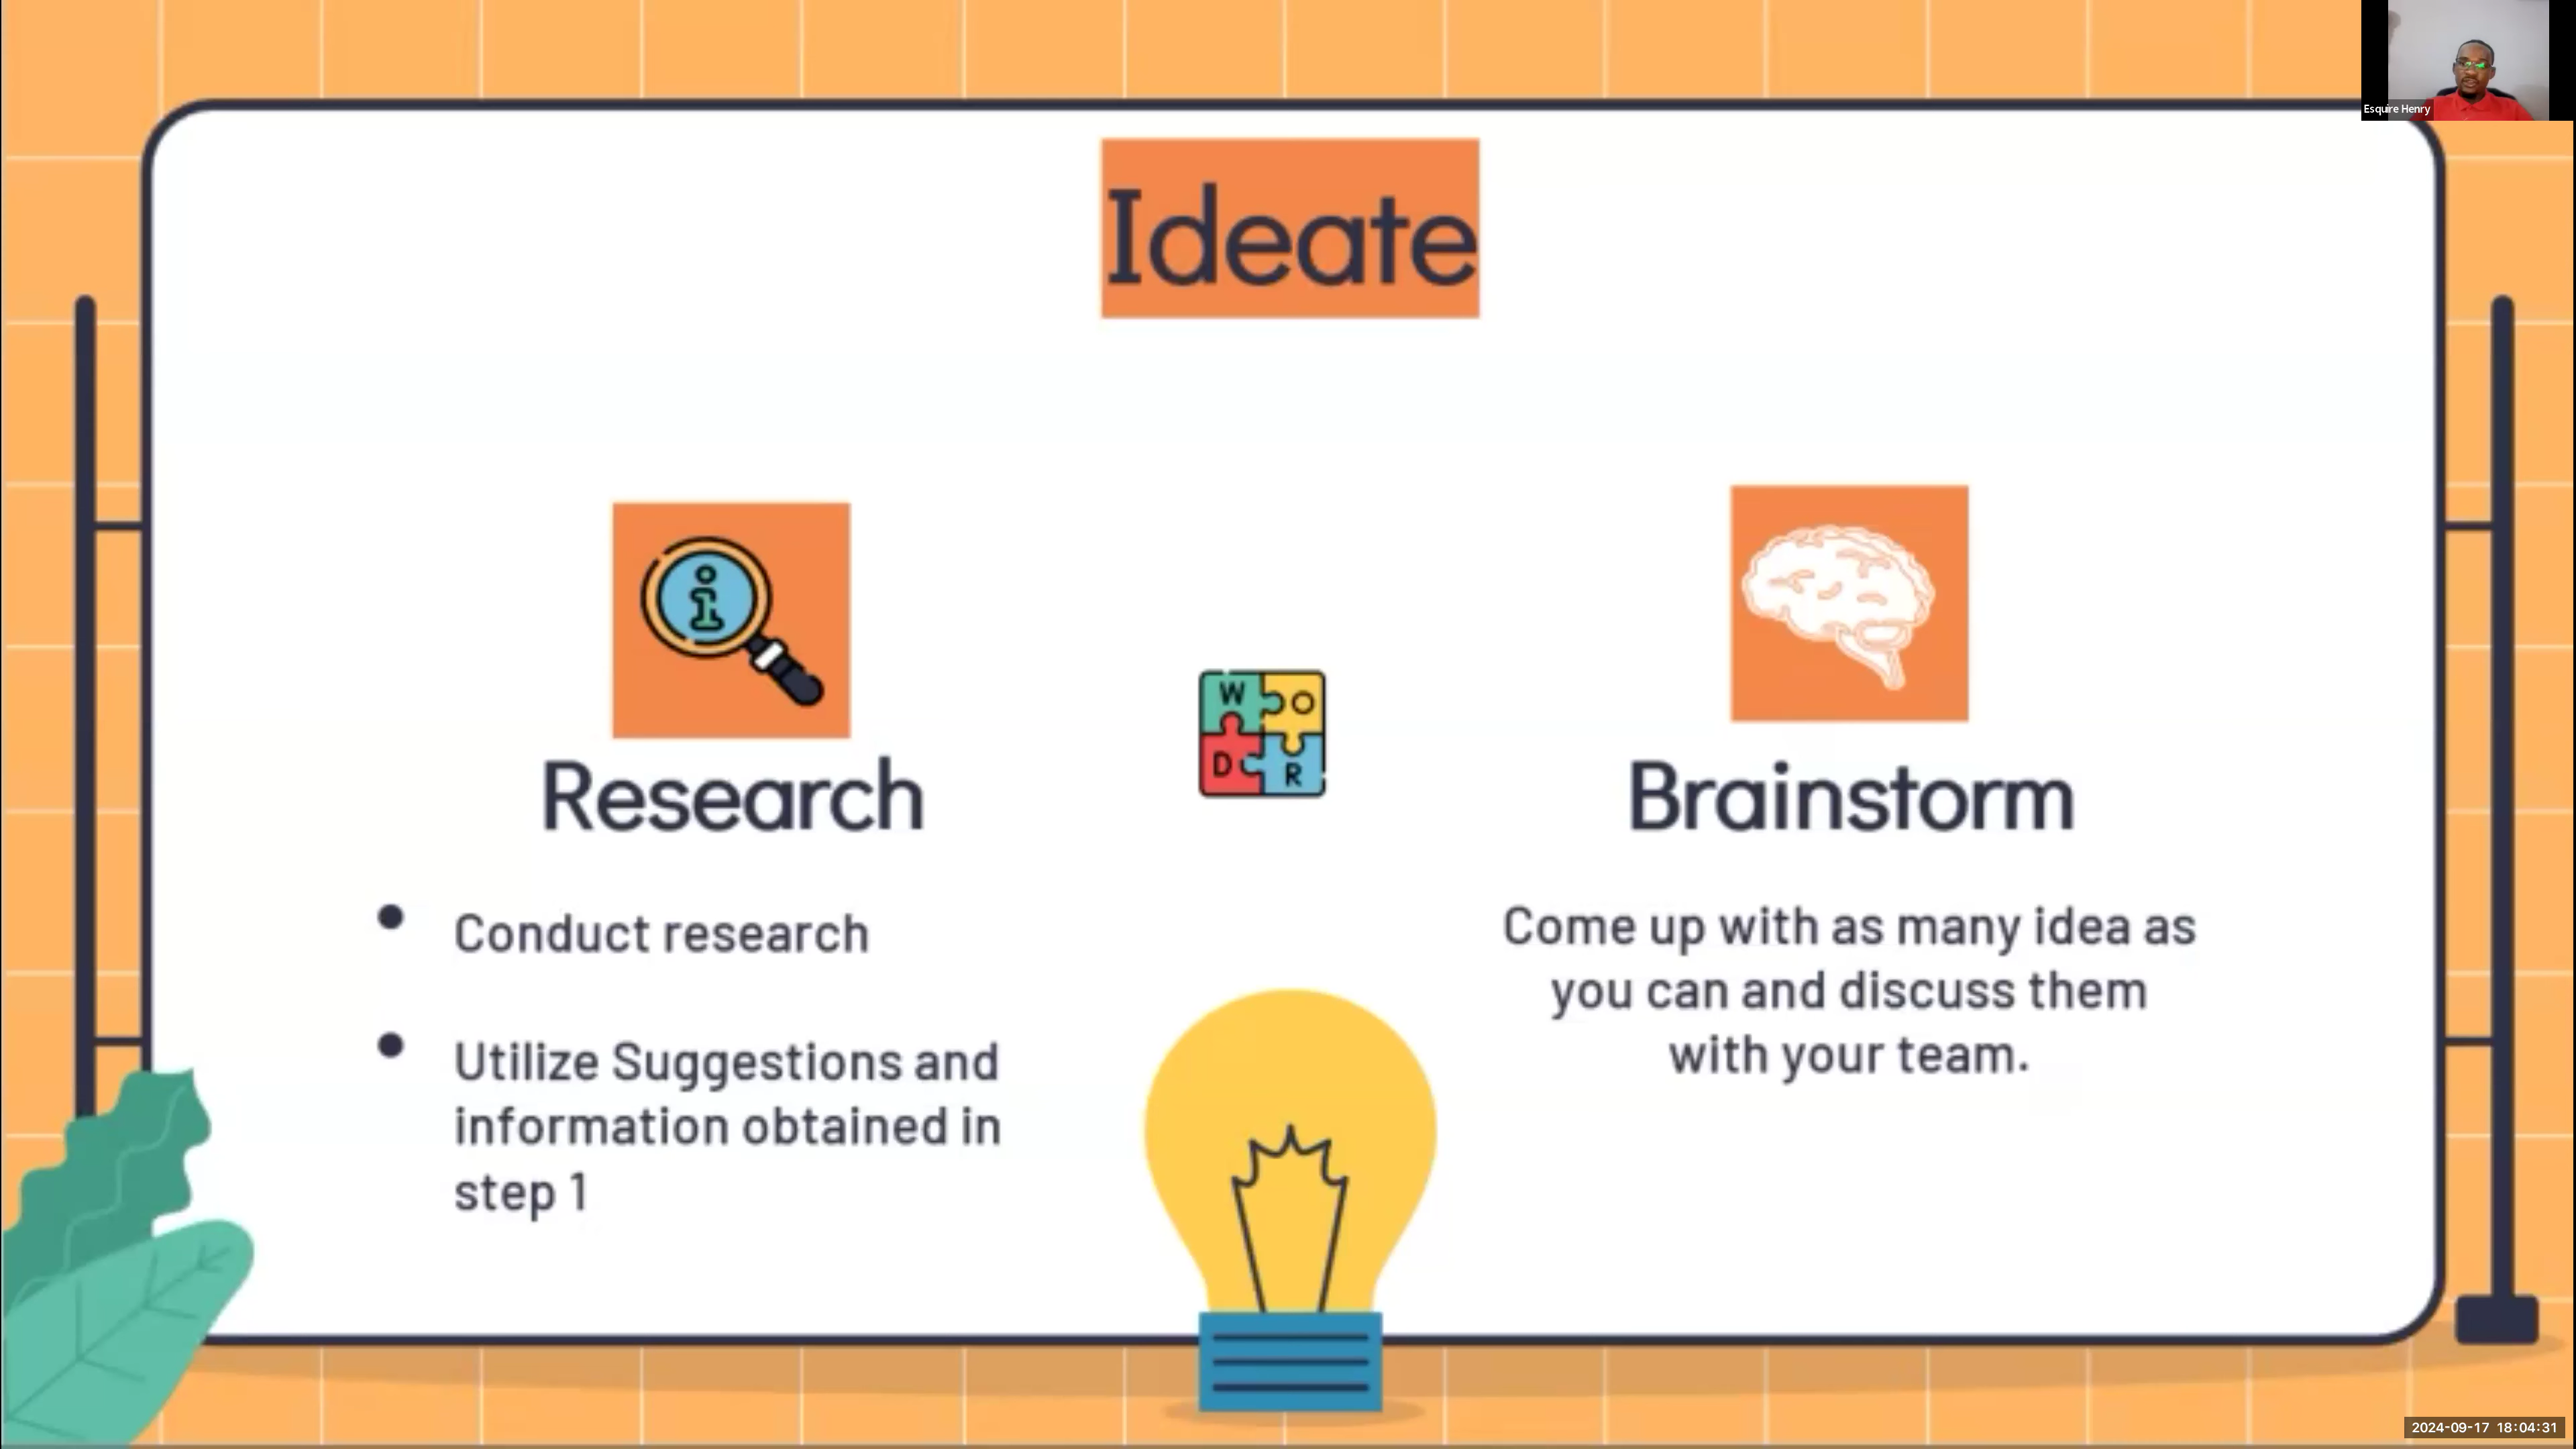 Esquire Henry
Ideate
W O
D R
Research
Conduct research
Utilize Suggestions and
information obtained in
step 1
Brainstorm
Come up with as many idea as
you can and discuss them
with your team.
2024-09-17 18:04:31